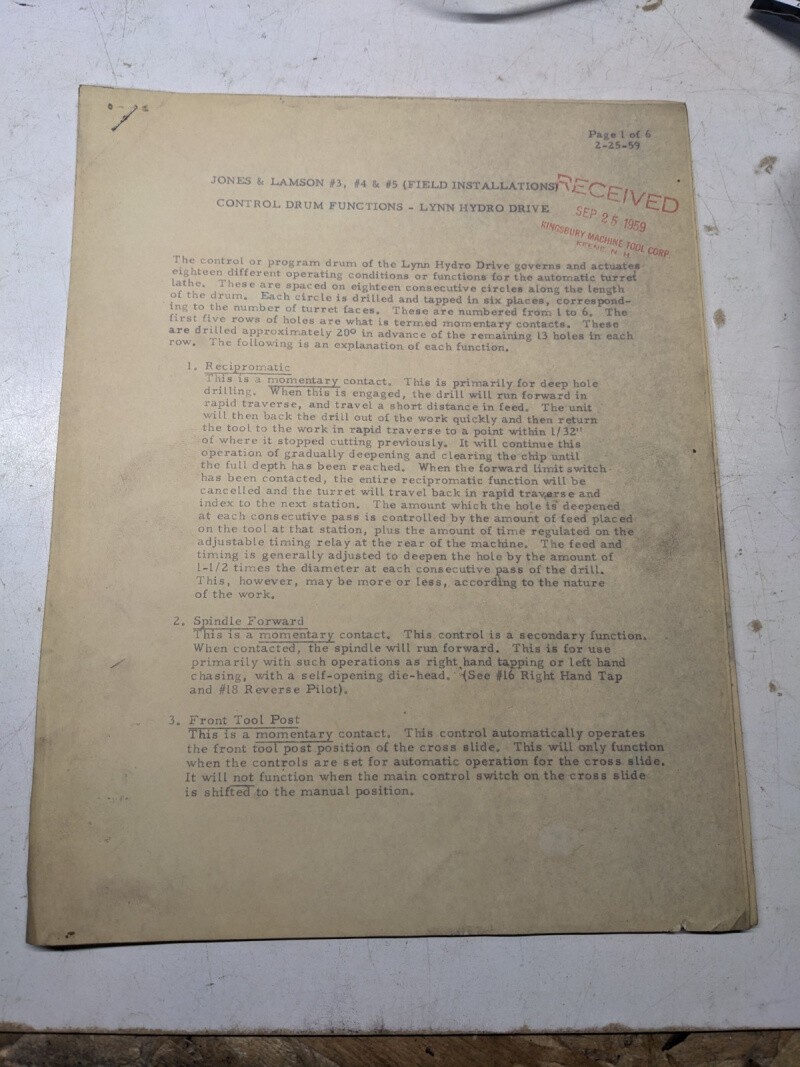 Page 1 of 6
2-25-59
JONES & LAMSON #3, #4 & #5 (FIELD INSTALLATIONS)
CONTROL DRUM FUNCTIONS - LYNN HYDRO DRIVE
RECEIVED
SEP 25 1959
KINGSBURY MACHINE TOOL CORP
KEENE N H
The control or program drum of the Lynn Hydro Drive governs and actuates
eighteen different operating conditions or functions for the automatic turret
lathe. These are spaced on eighteen consecutive circles along the length
of the drum. Each circle is drilled and tapped in six places, correspond-
ing to the number of turret faces. These are numbered from 1 to 6. The
first five rows of holes are what is termed momentary contacts. These
are drilled approximately 20° in advance of the remaining 13 holes in each
row. The following is an explanation of each function.
1. Recipromatic
This is a momentary contact. This is primarily for deep hole
drilling. When this is engaged, the drill will run forward in
rapid traverse, and travel a short distance in feed. The unit
will then back the drill out of the work quickly and then return
the tool to the work in rapid traverse to a point within 1/32"
of where it stopped cutting previously. It will continue this
operation of gradually deepening and clearing the chip until
the full depth has been reached. When the forward limit switch
has been contacted, the entire recipromatic function will be
cancelled and the turret will travel back in rapid traverse and
index to the next station. The amount which the hole is deepened
at each consecutive pass is controlled by the amount of feed placed
on the tool at that station, plus the amount of time regulated on the
adjustable timing relay at the rear of the machine. The feed and
timing is generally adjusted to deepen the hole by the amount of
1-1/2 times the diameter at each consecutive pass of the drill.
This, however, may be more or less, according to the nature
of the work.
2. Spindle Forward
This is a momentary contact. This control is a secondary function.
When contacted, the spindle will run forward. This is for use
primarily with such operations as right hand tapping or left hand
chasing, with a self-opening die-head. (See #16 Right Hand Tap
and #18 Reverse Pilot).
3. Front Tool Post
This is a momentary contact. This control automatically operates
the front tool post position of the cross slide. This will only function
when the controls are set for automatic operation for the cross slide.
It will not function when the main control switch on the cross slide
is shifted to the manual position.